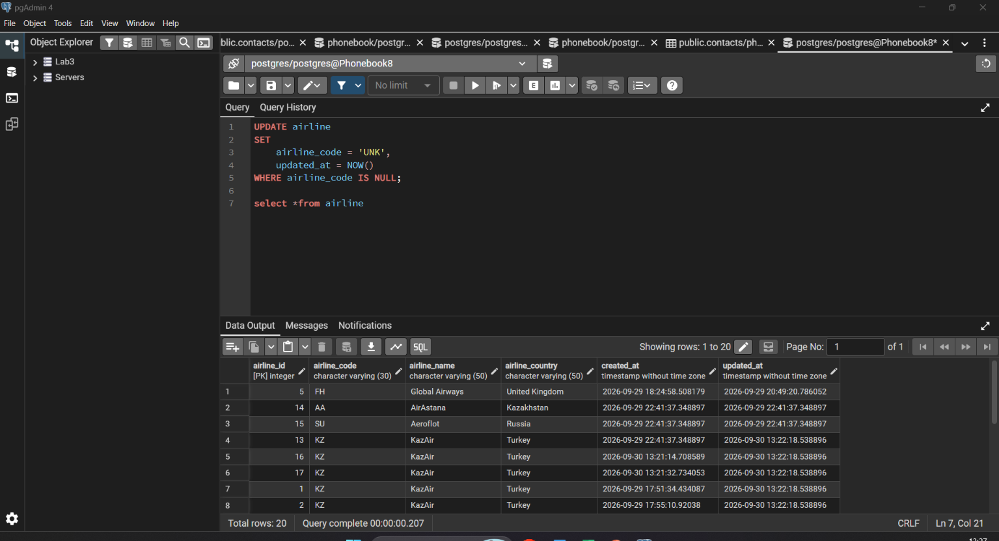 pgAdmin 4
File Object Tools Edit View Window Help
Object Explorer
blic.contacts/po... phonebook/postgr... postgres/postgres... phonebook/postgr... public.contacts/ph... postgres/postgres@Phonebook8*
Lab3
Servers
postgres/postgres@Phonebook8
No limit
E
Query Query History
1 UPDATE airline
2 SET
3 airline_code = 'UNK',
4 updated_at = NOW()
5 WHERE airline_code IS NULL;
6
7 select *from airline
Data Output Messages Notifications
SQL Showing rows: 1 to 20 Page No: 1 of 1
airline_id airline_code airline_name airline_country created_at updated_at
[PK] integer character varying (30) character varying (50) character varying (50) timestamp without time zone timestamp without time zone
1 5 FH Global Airways United Kingdom 2026-09-29 18:24:58.508179 2026-09-29 20:49:20.786052
2 14 AA AirAstana Kazakhstan 2026-09-29 22:41:37.348897 2026-09-29 22:41:37.348897
3 15 SU Aeroflot Russia 2026-09-29 22:41:37.348897 2026-09-29 22:41:37.348897
4 13 KZ KazAir Turkey 2026-09-29 22:41:37.348897 2026-09-30 13:22:18.538896
5 16 KZ KazAir Turkey 2026-09-30 13:21:14.708589 2026-09-30 13:22:18.538896
6 17 KZ KazAir Turkey 2026-09-30 13:21:32.734053 2026-09-30 13:22:18.538896
7 1 KZ KazAir Turkey 2026-09-29 17:51:34.434087 2026-09-30 13:22:18.538896
8 2 KZ KazAir Turkey 2026-09-29 17:55:10.92038 2026-09-30 13:22:18.538896
Total rows: 20 Query complete 00:00:00.207 CRLF Ln 7, Col 21